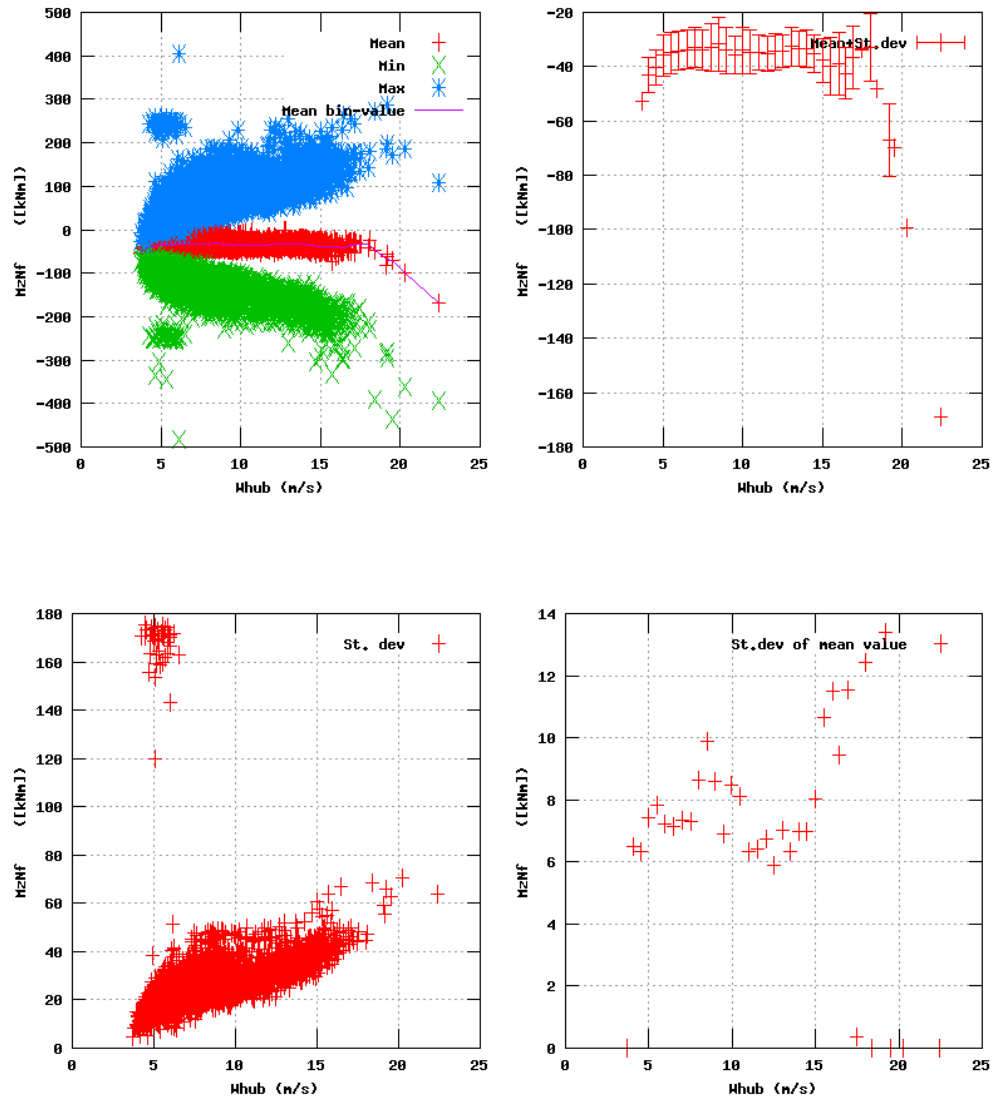 500
400
300
200
100
0
-100
-200
-300
-400
-500
0 5 10 15 20 25
MzNf ([kNm])
Whub (m/s)
Mean
Min
Max
Mean bin-value
-20
-40
-60
-80
-100
-120
-140
-160
-180
0 5 10 15 20 25
MzNf ([kNm])
Whub (m/s)
Mean+St.dev
180
160
140
120
100
80
60
40
20
0
0 5 10 15 20 25
MzNf ([kNm])
Whub (m/s)
St. dev
14
12
10
8
6
4
2
0
0 5 10 15 20 25
MzNf ([kNm])
Whub (m/s)
St.dev of mean value